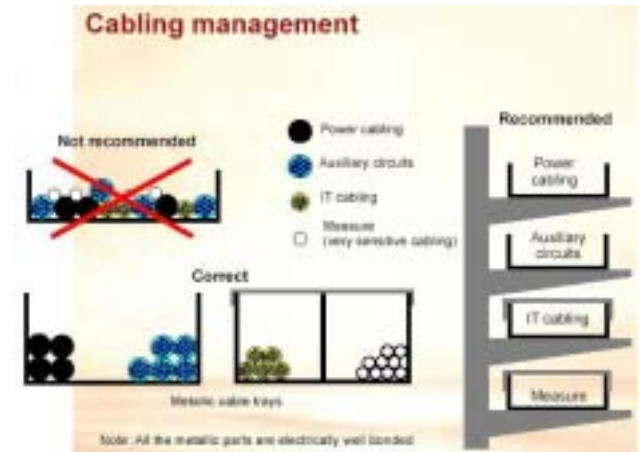 Cabling management
Not recommended
Power cabling
Auxiliary circuits
IT cabling
Measure
(very sensitive cabling)
Recommended
Power
cabling
Auxiliary
circuits
IT cabling
Measure
Correct
Metallic cable trays
Note: All the metallic parts are electrically well bonded